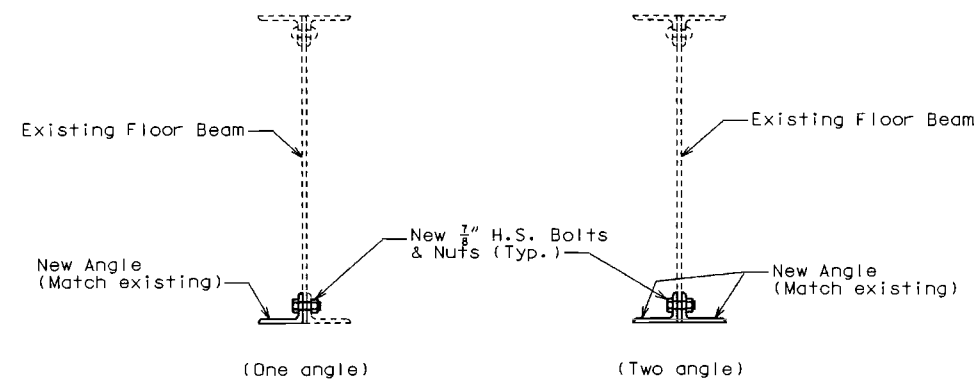 Existing Floor Beam
Existing Floor Beam
New 7/8" H.S. Bolts
& Nuts (Typ.)
New Angle
(Match existing)
New Angle
(Match existing)
(One angle)
(Two angle)